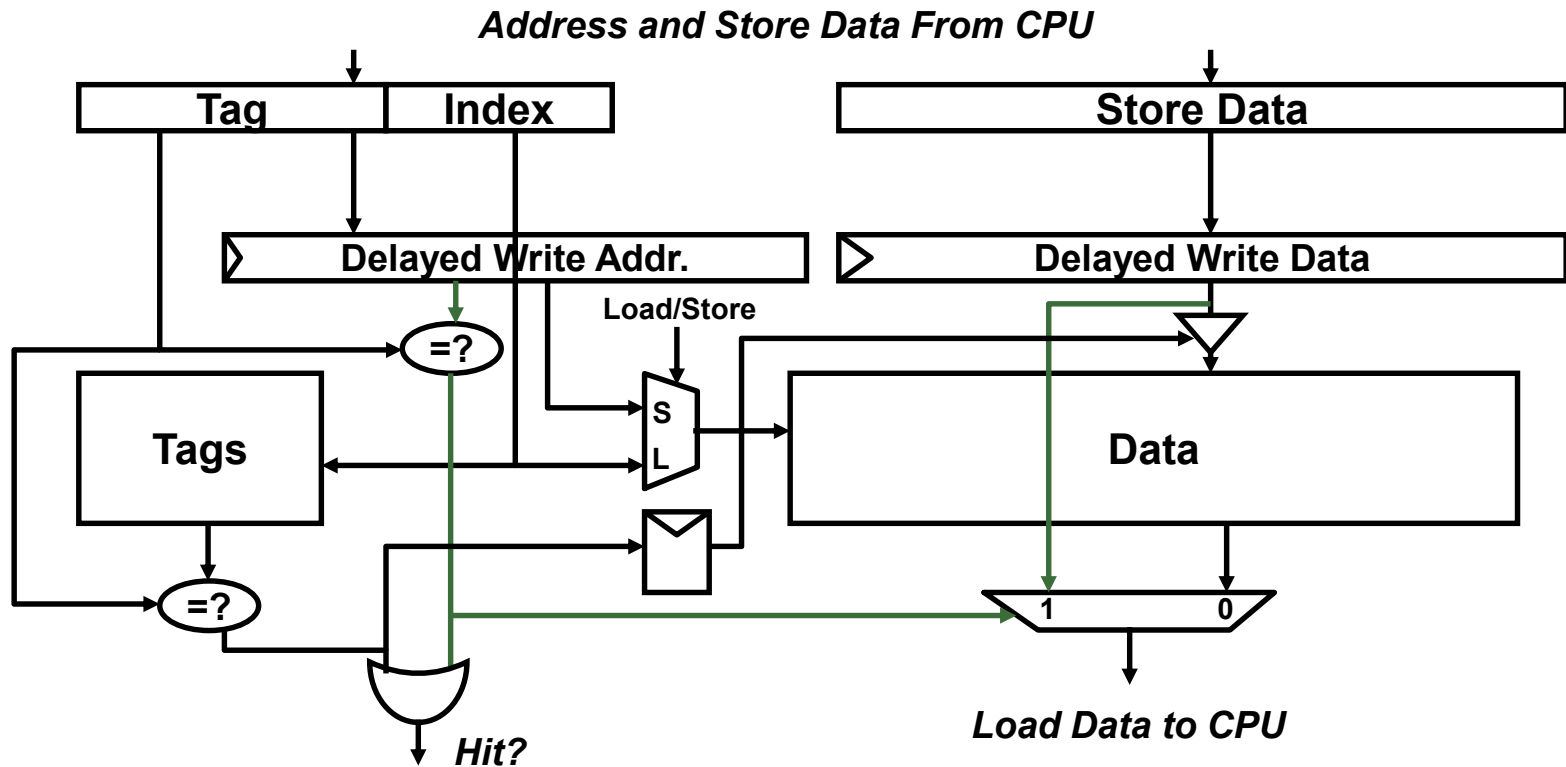 Address and Store Data From CPU
Tag Index Store Data
Delayed Write Addr. Delayed Write Data
Load/Store
=?
S
Tags L Data
=?
1 0
Load Data to CPU
Hit?